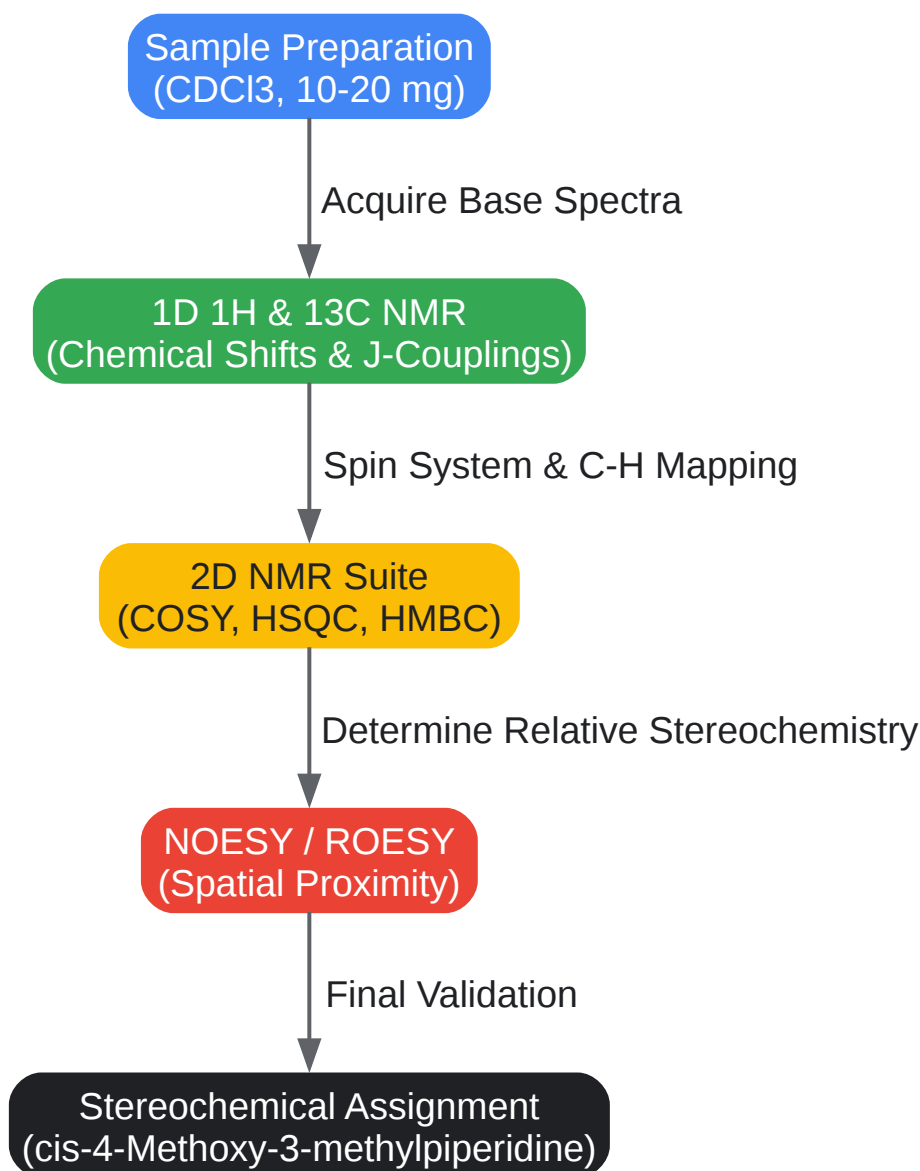 Sample Preparation
(CDCl3, 10-20 mg)
Acquire Base Spectra
1D 1H & 13C NMR
(Chemical Shifts & J-Couplings)
Spin System & C-H Mapping
2D NMR Suite
(COSY, HSQC, HMBC)
Determine Relative Stereochemistry
NOESY / ROESY
(Spatial Proximity)
Final Validation
Stereochemical Assignment
(cis-4-Methoxy-3-methylpiperidine)